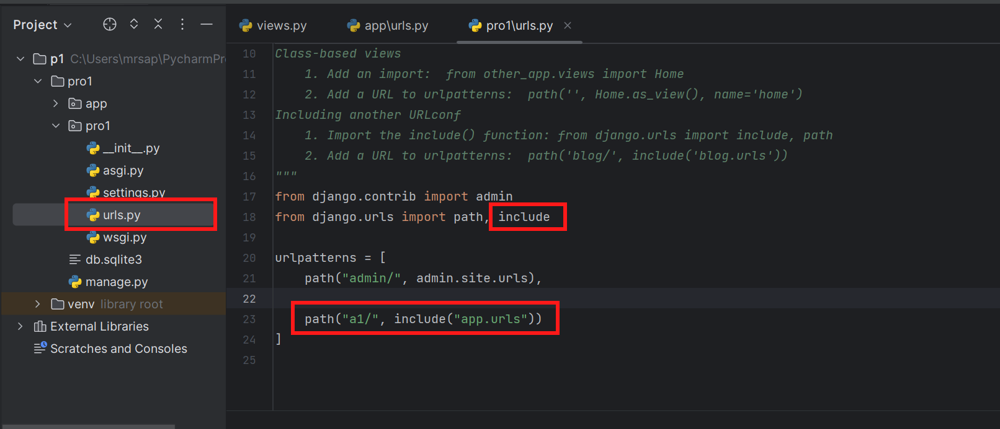 Project
p1 C:\Users\mrsap\PycharmPr
pro1
app
pro1
__init__.py
asgi.py
settings.py
urls.py
wsgi.py
db.sqlite3
manage.py
venv library root
External Libraries
Scratches and Consoles
views.py app\urls.py pro1\urls.py
10 Class-based views
11 1. Add an import:  from other_app.views import Home
12 2. Add a URL to urlpatterns:  path('', Home.as_view(), name='home')
13 Including another URLconf
14 1. Import the include() function: from django.urls import include, path
15 2. Add a URL to urlpatterns:  path('blog/', include('blog.urls'))
16 """
17 from django.contrib import admin
18 from django.urls import path, include
19
20 urlpatterns = [
21 path("admin/", admin.site.urls),
22
23 path("a1/", include("app.urls"))
24 ]
25